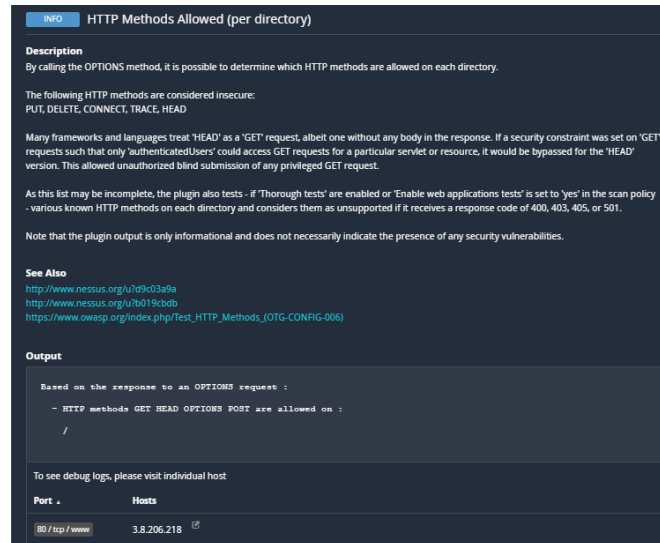 INFO HTTP Methods Allowed (per directory)
Description
By calling the OPTIONS method, it is possible to determine which HTTP methods are allowed on each directory.
The following HTTP methods are considered insecure:
PUT, DELETE, CONNECT, TRACE, HEAD
Many frameworks and languages treat 'HEAD' as a 'GET' request, albeit one without any body in the response. If a security constraint was set on 'GET'
requests such that only 'authenticatedUsers' could access GET requests for a particular servlet or resource, it would be bypassed for the 'HEAD'
version. This allowed unauthorized blind submission of any privileged GET request.
As this list may be incomplete, the plugin also tests - if 'Thorough tests' are enabled or 'Enable web applications tests' is set to 'yes' in the scan policy
- various known HTTP methods on each directory and considers them as unsupported if it receives a response code of 400, 403, 405, or 501.
Note that the plugin output is only informational and does not necessarily indicate the presence of any security vulnerabilities.
See Also
http://www.nessus.org/u?d9c03a9a
http://www.nessus.org/u?b019cbdb
https://www.owasp.org/index.php/Test_HTTP_Methods_(OTG-CONFIG-006)
Output
Based on the response to an OPTIONS request :
- HTTP methods GET HEAD OPTIONS POST are allowed on :
/
To see debug logs, please visit individual host
Port Hosts
80 / tcp / www 3.8.206.218